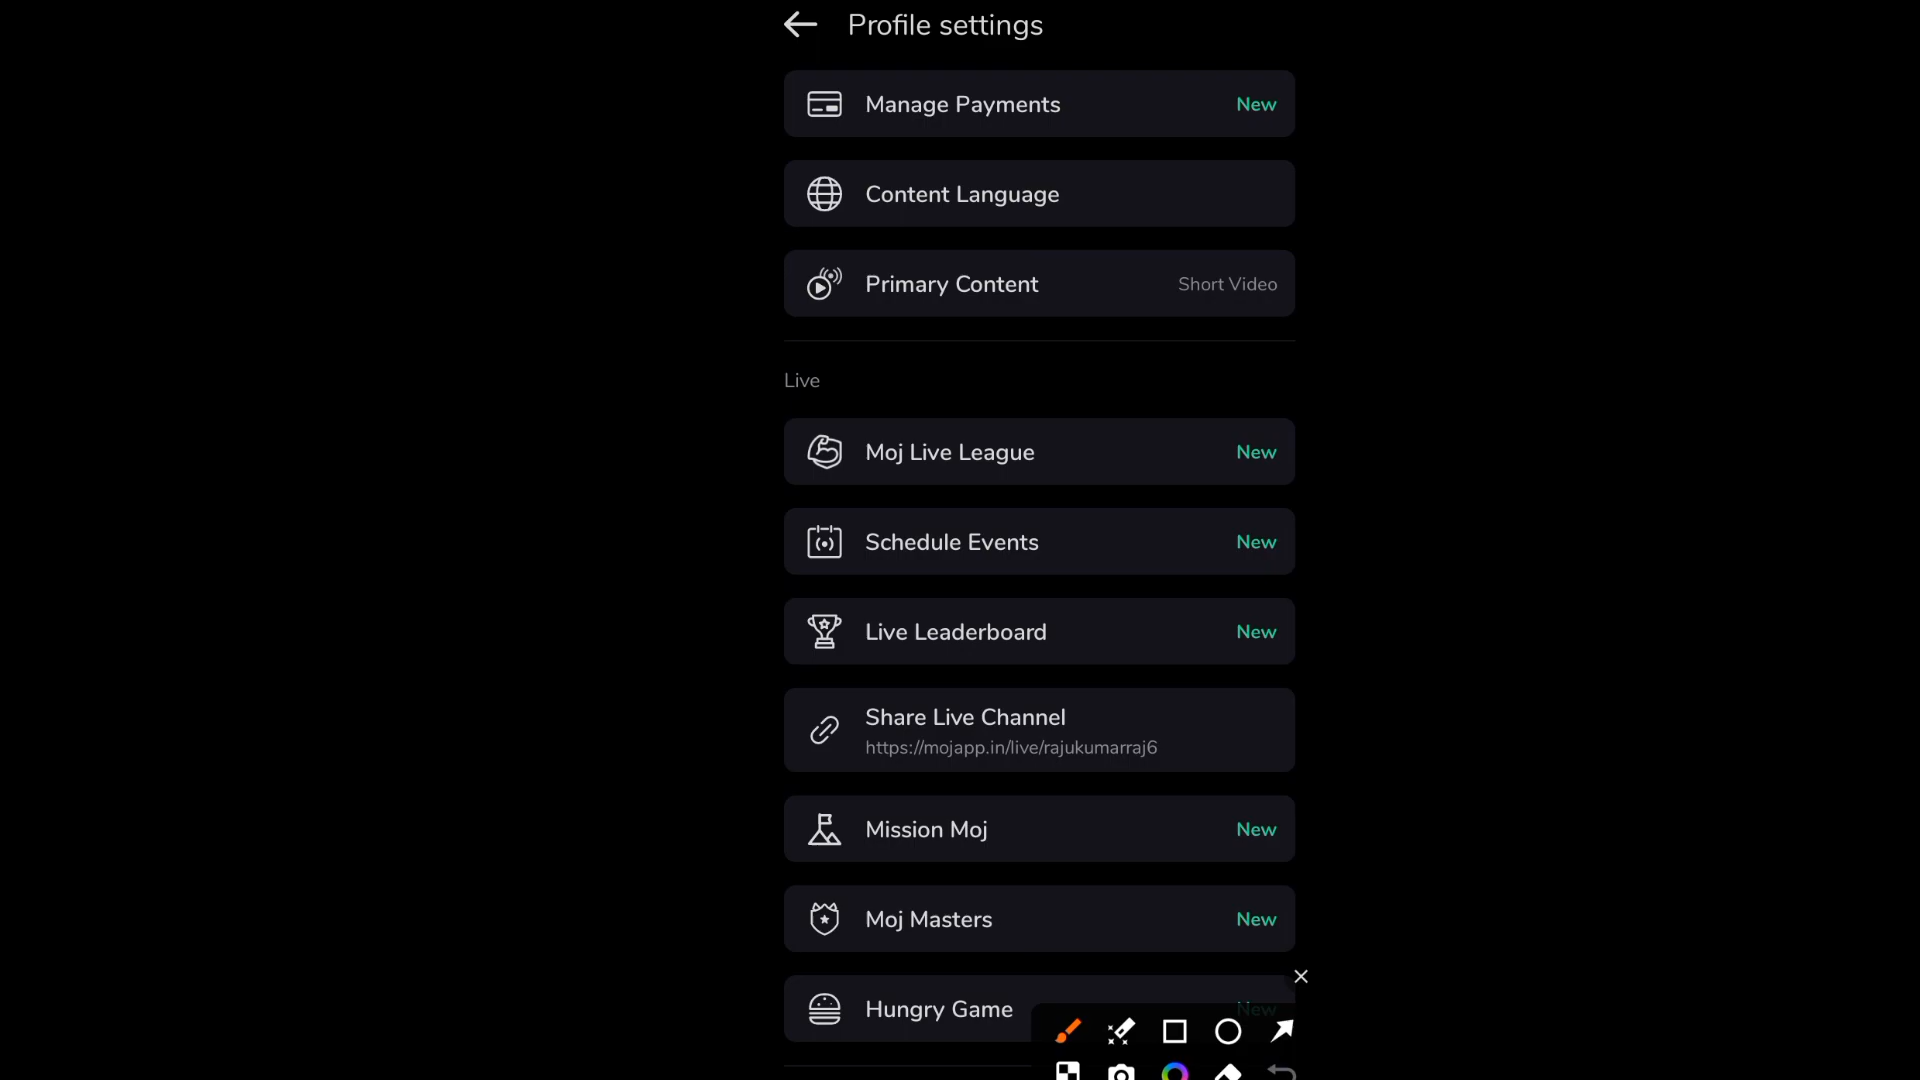 Profile settings
Manage Payments New
Content Language
Primary Content Short Video
Live
Moj Live League New
Schedule Events New
Live Leaderboard New
Share Live Channel
https://mojapp.in/live/rajukumarraj6
Mission Moj New
Moj Masters New
Hungry Game New